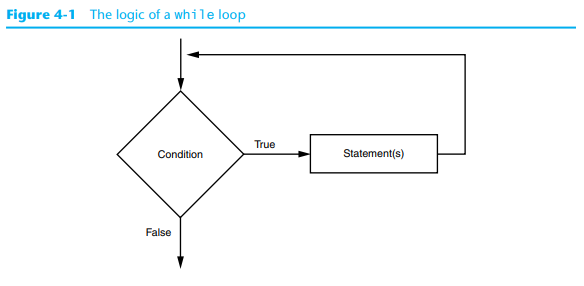 Figure 4-1 The logic of a while loop
True
Condition
Statement(s)
False